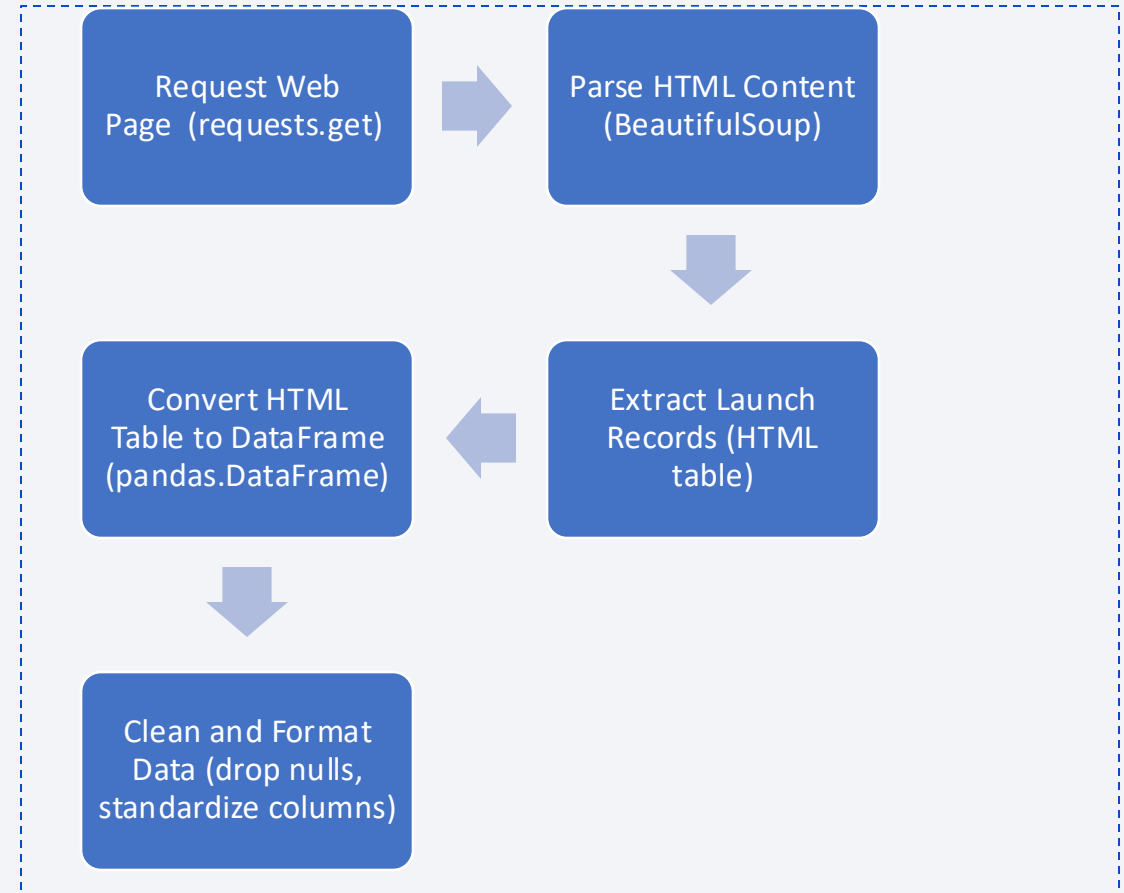 Request Web
Page (requests.get)
Parse HTML Content
(BeautifulSoup)
Extract Launch
Records (HTML
table)
Convert HTML
Table to DataFrame
(pandas.DataFrame)
Clean and Format
Data (drop nulls,
standardize columns)